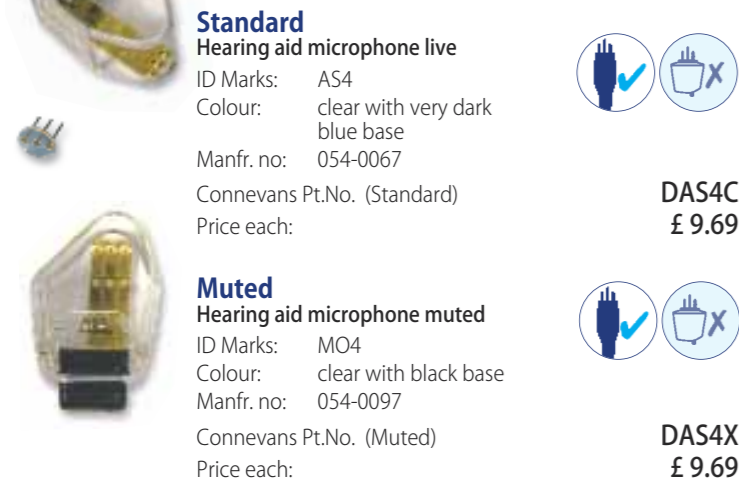 Standard
Hearing aid microphone live
ID Marks: AS4
Colour: clear with very dark
blue base
Manfr. no: 054-0067
Connevans Pt.No. (Standard) DAS4C
Price each: £ 9.69
Muted
Hearing aid microphone muted
ID Marks: MO4
Colour: clear with black base
Manfr. no: 054-0097
Connevans Pt.No. (Muted) DAS4X
Price each: £ 9.69